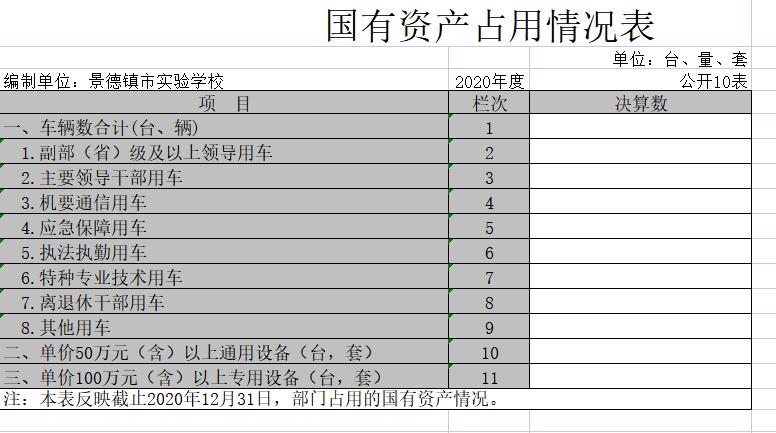 国有资产占用情况表
单位：台、量、套
编制单位：景德镇市实验学校 2020年度 公开10表
项 目 栏次 决算数
一、车辆数合计(台、辆) 1
1.副部（省）级及以上领导用车 2
2.主要领导干部用车 3
3.机要通信用车 4
4.应急保障用车 5
5.执法执勤用车 6
6.特种专业技术用车 7
7.离退休干部用车 8
8.其他用车 9
二、单价50万元（含）以上通用设备（台，套） 10
三、单价100万元（含）以上专用设备（台，套） 11
注：本表反映截止2020年12月31日，部门占用的国有资产情况。